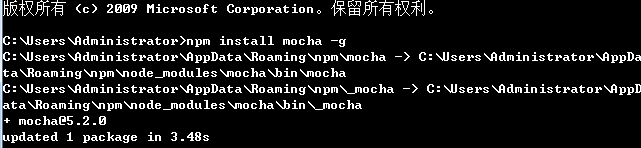 版权所有 (c) 2009 Microsoft Corporation。保留所有权利。
C:\Users\Administrator>npm install mocha -g
C:\Users\Administrator\AppData\Roaming\npm\mocha -> C:\Users\Administrator\AppDa
ta\Roaming\npm\node_modules\mocha\bin\mocha
C:\Users\Administrator\AppData\Roaming\npm\_mocha -> C:\Users\Administrator\AppD
ata\Roaming\npm\node_modules\mocha\bin\_mocha
+ mocha@5.2.0
updated 1 package in 3.48s